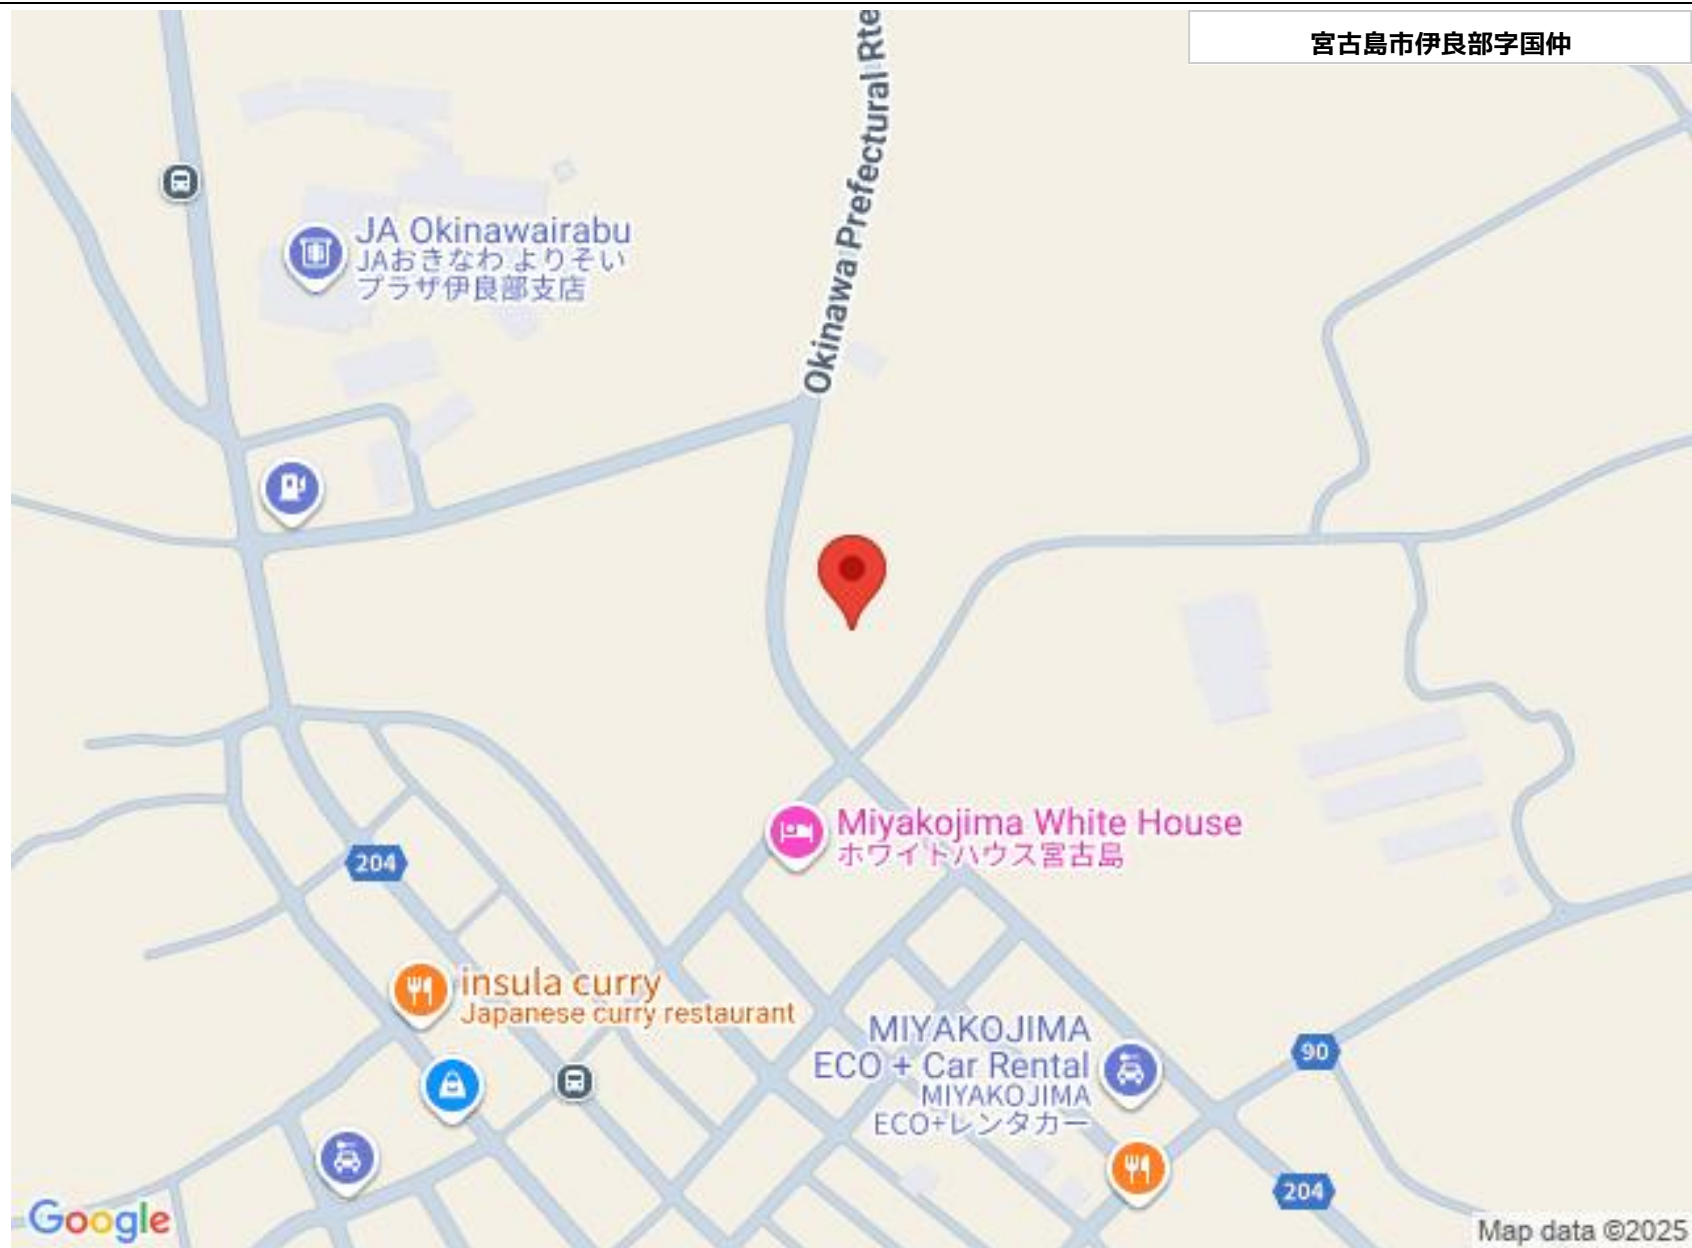 宮古島市伊良部字国仲
Okinawa Prefectural Rte
JA Okinawairabu
JAおきなわ よりそい
プラザ伊良部支店
Miyakojima White House
ホワイトハウス宮古島
204
insula curry
Japanese curry restaurant
MIYAKOJIMA
ECO + Car Rental
MIYAKOJIMA
ECO+レンタカー
90
204
Google
Map data ©2025